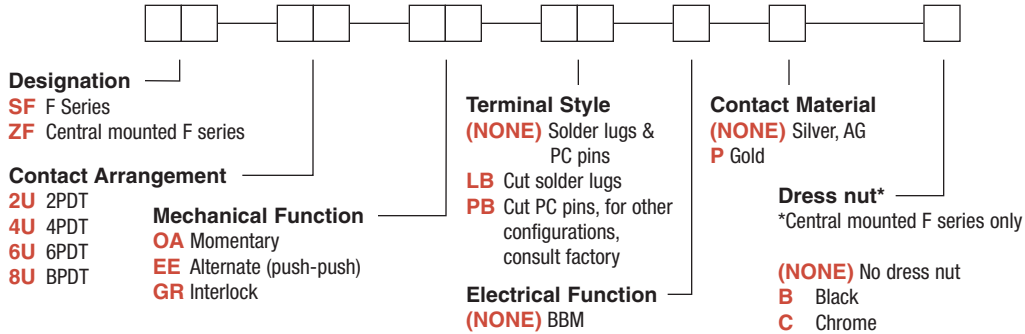 Designation
SF F Series
ZF Central mounted F series
Contact Arrangement
2U 2PDT
4U 4PDT
6U 6PDT
8U BPDT
Mechanical Function
OA Momentary
EE Alternate (push-push)
GR Interlock
Terminal Style
(NONE) Solder lugs &
PC pins
LB Cut solder lugs
PB Cut PC pins, for other
configurations,
consult factory
Electrical Function
(NONE) BBM
Contact Material
(NONE) Silver, AG
P Gold
Dress nut*
*Central mounted F series only
(NONE) No dress nut
B Black
C Chrome